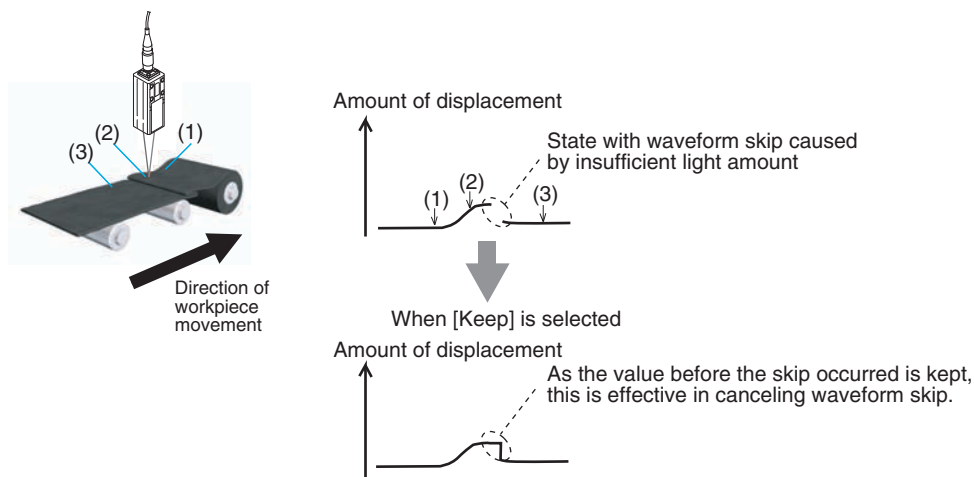 (1)
(2)
(3)
Direction of
workpiece
movement
Amount of displacement
State with waveform skip caused
by insufficient light amount
(1)
(2)
(3)
When [Keep] is selected
Amount of displacement
As the value before the skip occurred is kept,
this is effective in canceling waveform skip.